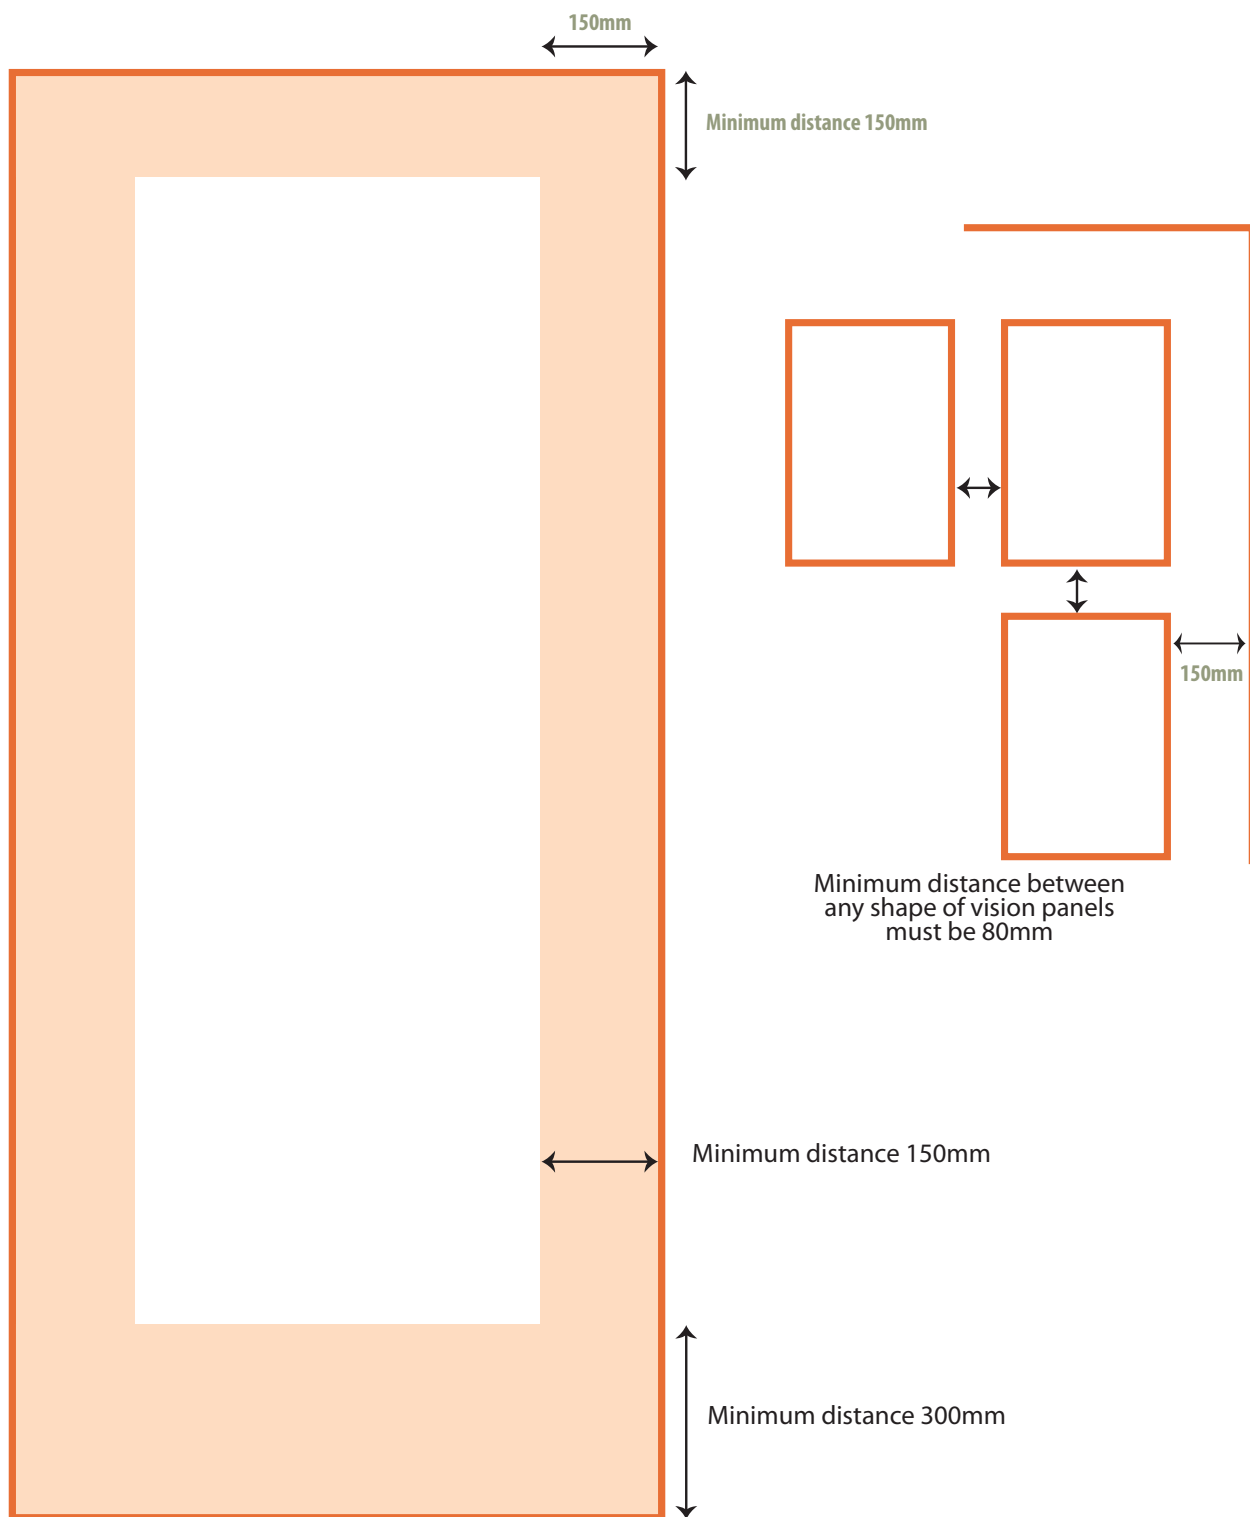 150mm
Minimum distance 150mm
150mm
Minimum distance between
any shape of vision panels
must be 80mm
Minimum distance 150mm
Minimum distance 300mm